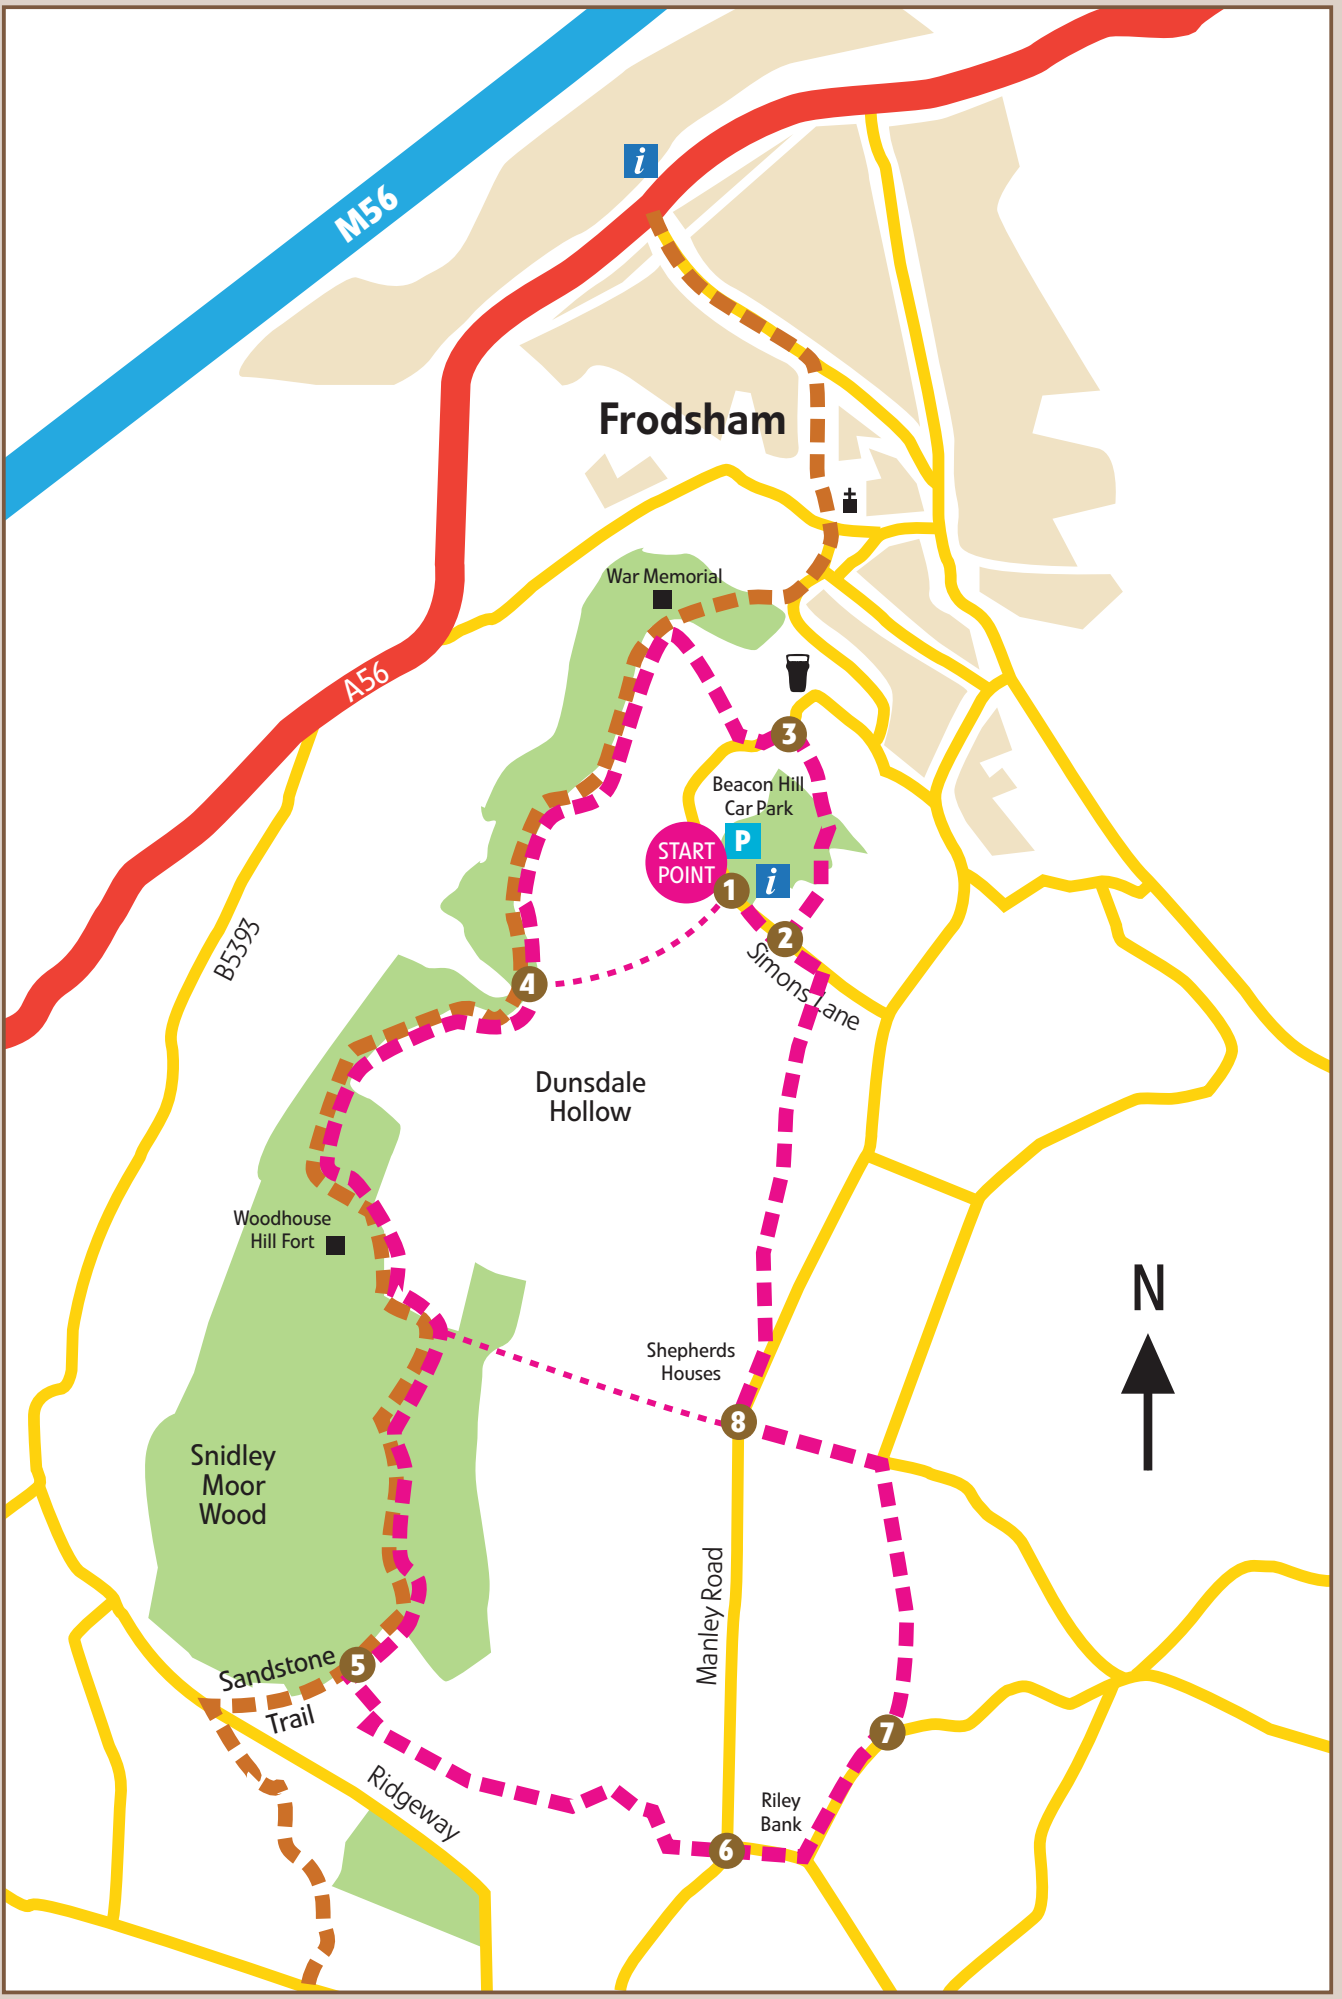 i
M56
Frodsham
War Memorial
A56
3
Beacon Hill
Car Park
P
START
POINT
i
1
2
Simons Lane
B5393
4
Dunsdale
Hollow
Woodhouse
Hill Fort
N
Shepherds
Houses
8
Snidley
Moor
Wood
Manley Road
Sandstone
Trail
5
7
Ridgeway
Riley
Bank
6